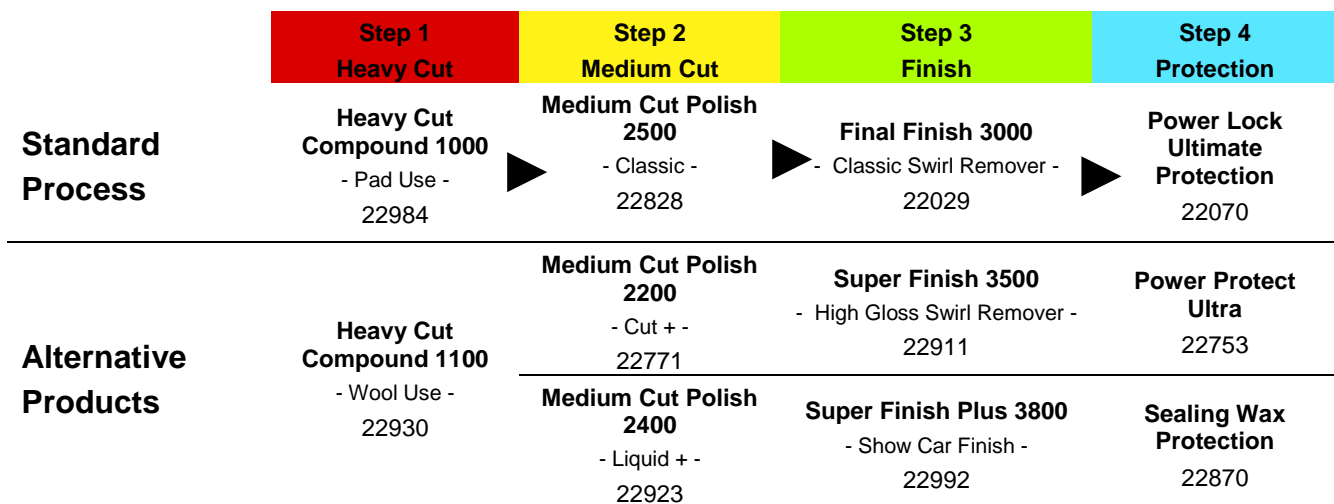 Step 1
Heavy Cut
Step 2
Medium Cut
Step 3
Finish
Step 4
Protection
Standard
Process
Heavy Cut
Compound 1000
- Pad Use -
22984
Medium Cut Polish
2500
- Classic -
22828
Final Finish 3000
- Classic Swirl Remover -
22029
Power Lock
Ultimate
Protection
22070
Alternative
Products
Heavy Cut
Compound 1100
- Wool Use -
22930
Medium Cut Polish
2200
- Cut + -
22771
Super Finish 3500
- High Gloss Swirl Remover -
22911
Power Protect
Ultra
22753
Medium Cut Polish
2400
- Liquid + -
22923
Super Finish Plus 3800
- Show Car Finish -
22992
Sealing Wax
Protection
22870